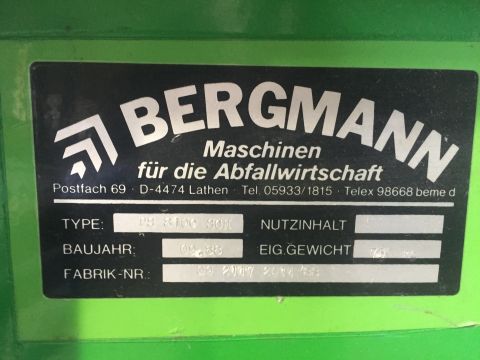 BERGMANN
Maschinen
für die Abfallwirtschaft
Postfach 69 · D-4474 Lathen · Tel. 05933/1815 · Telex 98668 beme d
TYPE:
NUTZINHALT
BAUJAHR:
EIG.GEWICHT
FABRIK-NR.: